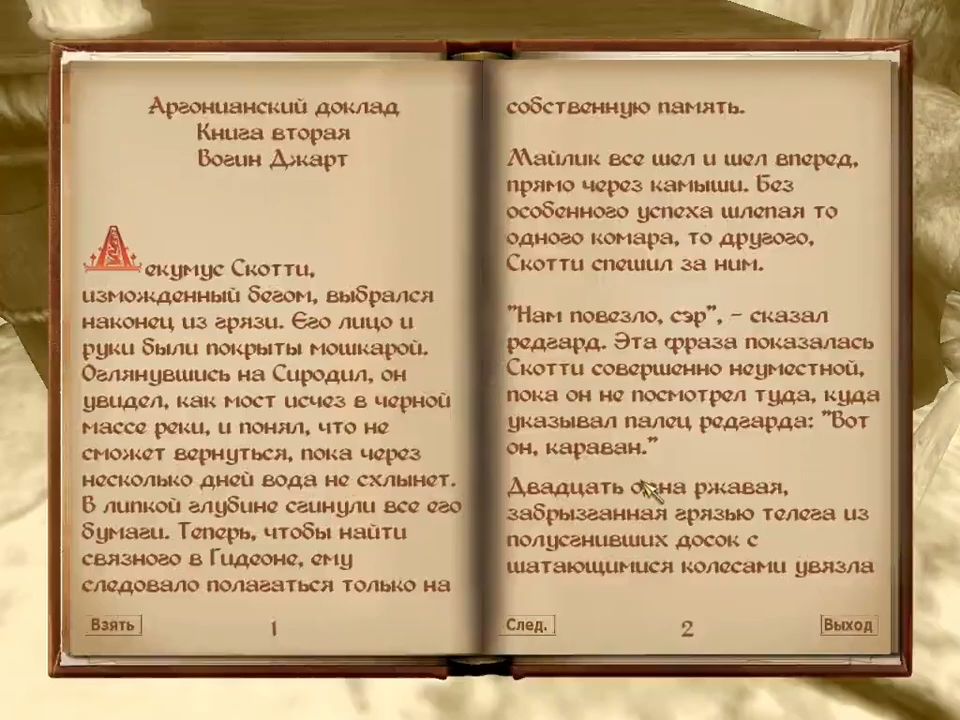 Аргонианский доклад
Книга вторая
Вогин Джарт
Декумус Скотти,
изможденный бегом, выбрался
наконец из грязи. Его лицо и
руки были покрыты мошкарой.
Оглянувшись на Сиродил, он
увидел, как мост исчез в черной
массе реки, и понял, что не
сможет вернуться, пока через
несколько дней вода не схлынет.
В липкой глубине сгинули все его
бумаги. Теперь, чтобы найти
связного в Гидеоне, ему
следовало полагаться только на
Взять
1
собственную память.
Майлик все шел и шел вперед,
прямо через камыши. Без
особенного успеха шлепая то
одного комара, то другого,
Скотти спешил за ним.
"Нам повезло, сэр", - сказал
редгард. Эта фраза показалась
Скотти совершенно неуместной,
пока он не посмотрел туда, куда
указывал палец редгарда: "Вот
он, караван."
Двадцать одна ржавая,
забрызганная грязью телега из
полусгнивших досок с
шатающимися колесами увязла
След.
2
Выход